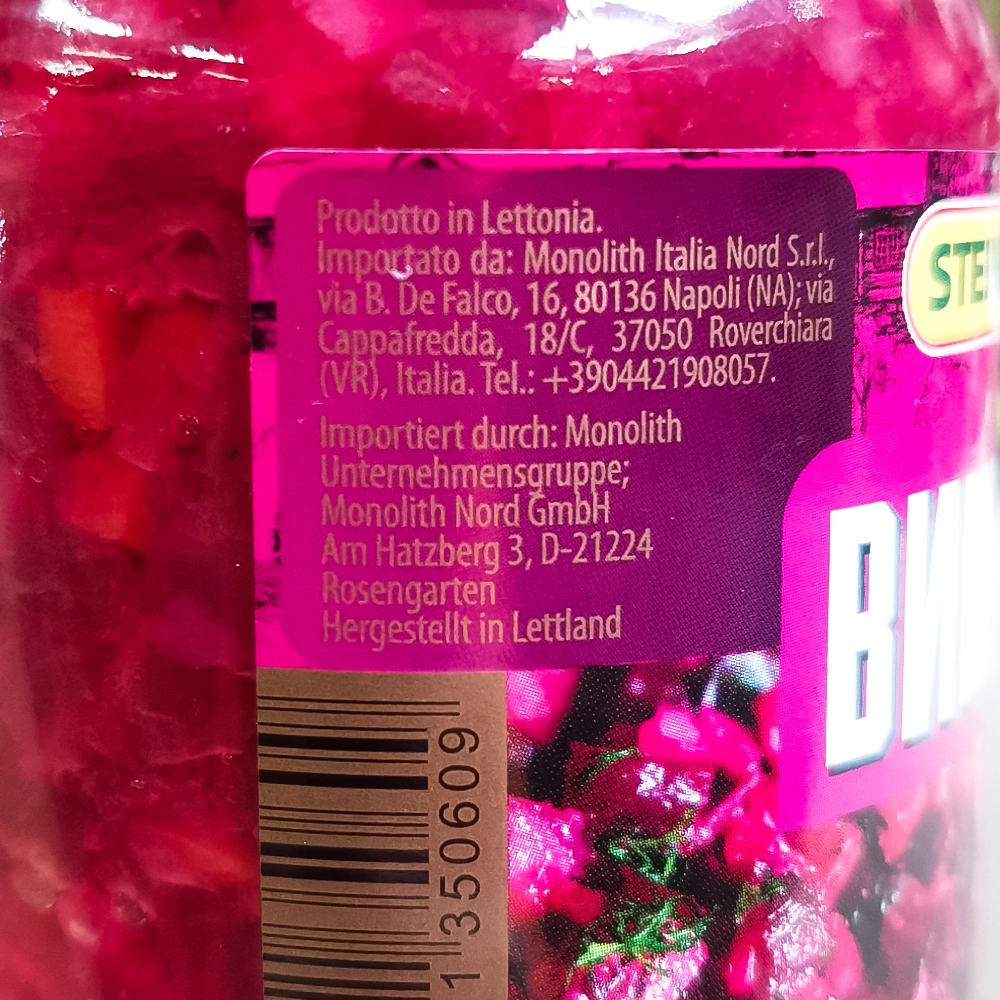 Prodotto in Lettonia.
Importato da: Monolith Italia Nord S.r.l.,
via B. De Falco, 16, 80136 Napoli (NA); via
Cappafredda, 18/C, 37050 Roverchiara
(VR), Italia. Tel.: +3904421908057.
Importiert durch: Monolith
Unternehmensgruppe;
Monolith Nord GmbH
Am Hatzberg 3, D-21224
Rosengarten
Hergestellt in Lettland
1 350609